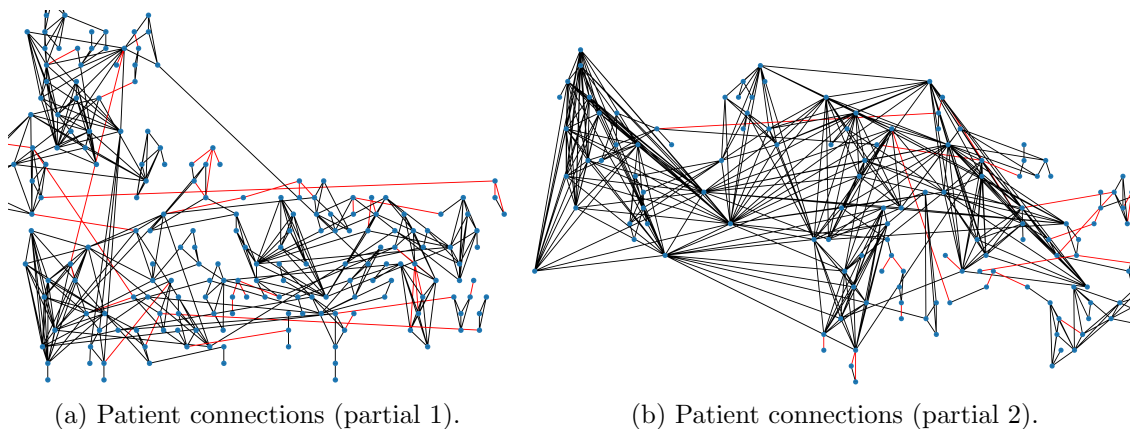 (a) Patient connections (partial 1).
(b) Patient connections (partial 2).